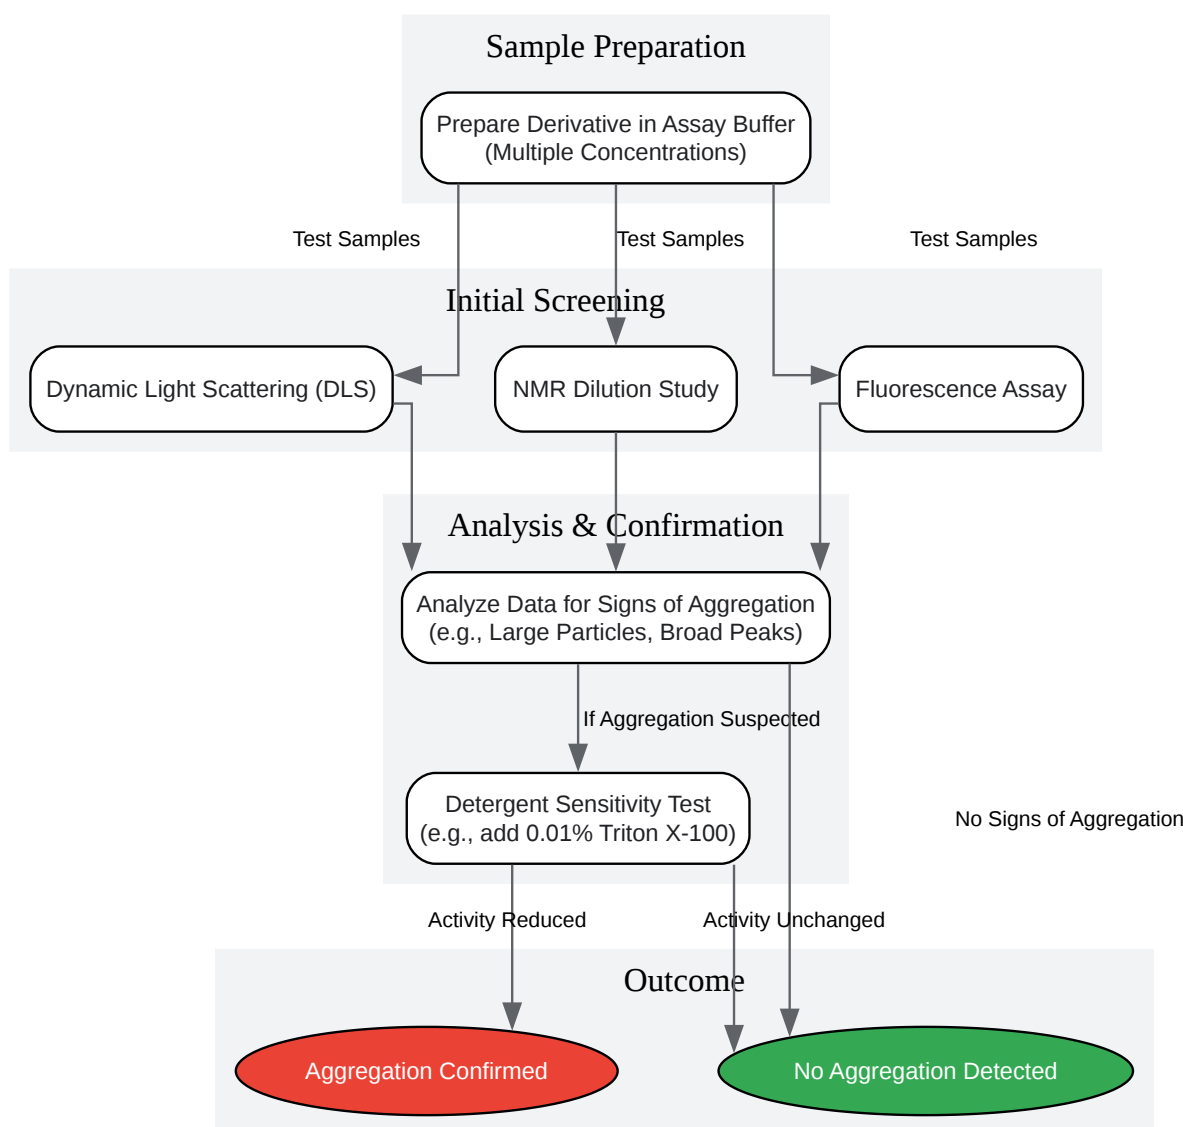 Sample Preparation
Prepare Derivative in Assay Buffer
(Multiple Concentrations)
Test Samples
Test Samples
Test Samples
Initial Screening
Dynamic Light Scattering (DLS)
NMR Dilution Study
Fluorescence Assay
Analysis & Confirmation
Analyze Data for Signs of Aggregation
(e.g., Large Particles, Broad Peaks)
If Aggregation Suspected
Detergent Sensitivity Test
(e.g., add 0.01% Triton X-100)
No Signs of Aggregation
Activity Reduced
Activity Unchanged
Outcome
Aggregation Confirmed
No Aggregation Detected